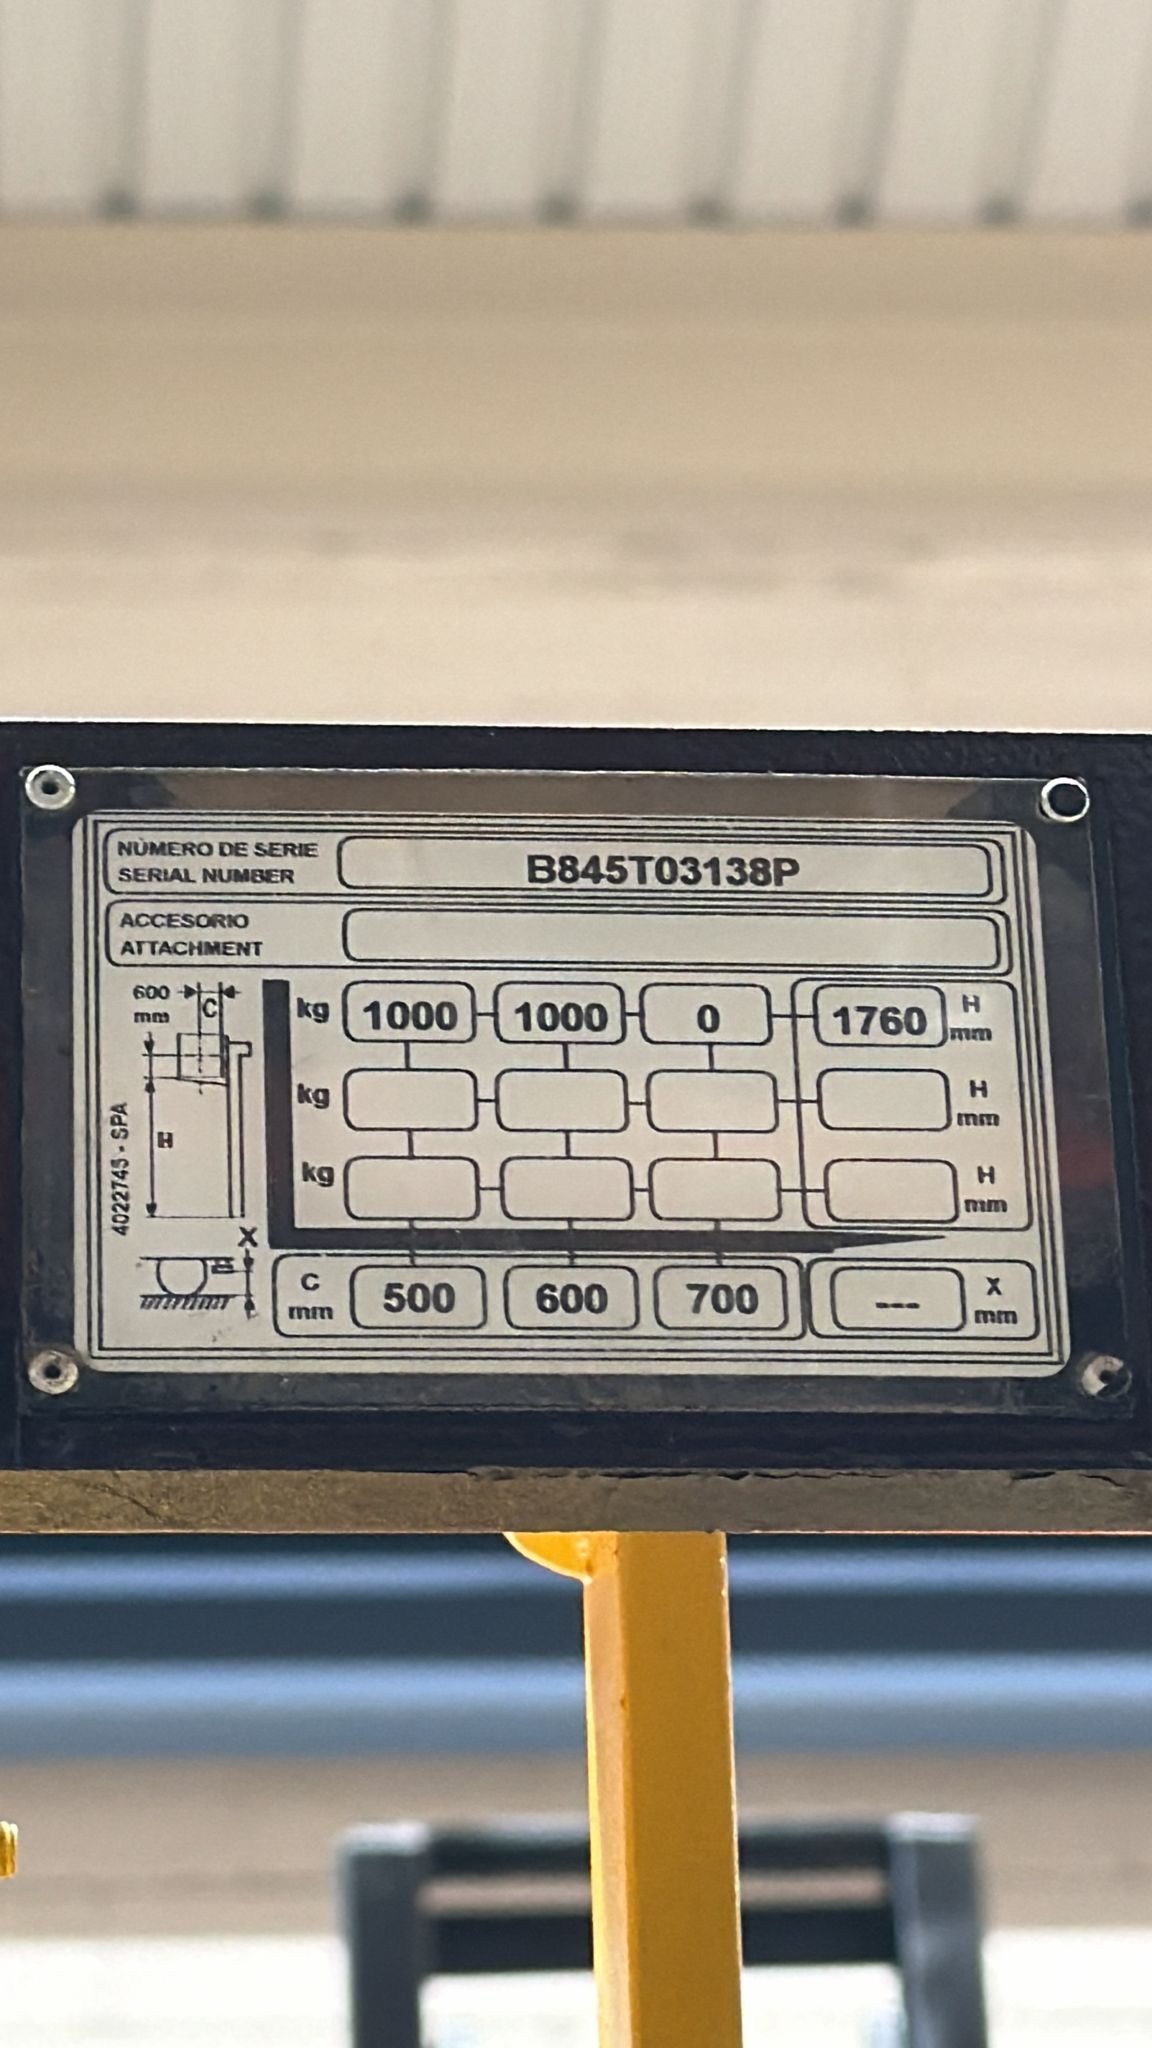 NÚMERO DE SERIE
SERIAL NUMBER
B845T03138P
ACCESORIO
ATTACHMENT
600 mm
C
H
X
4022745 - SPA
kg 1000 1000 0 1760 H mm
kg H mm
kg H mm
C mm 500 600 700 --- X mm